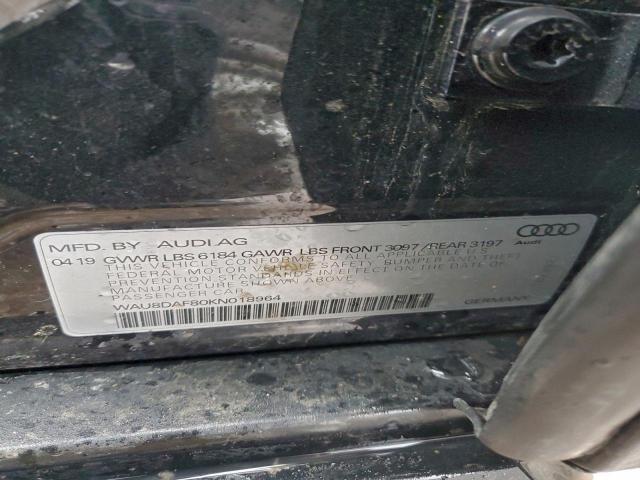 MFD. BY AUDI AG
04 19 GVWR LBS 6184 GAWR LBS FRONT 3097 /REAR 3197
THIS VEHICLE CONFORMS TO ALL APPLICABLE U.S.
FEDERAL MOTOR VEHICLE SAFETY, BUMPER AND THEFT
PREVENTION STANDARDS IN EFFECT ON THE DATE OF
MANUFACTURE SHOWN ABOVE.
PASSENGER CAR
WAU8DAF80KN018964
Audi
GERMANY